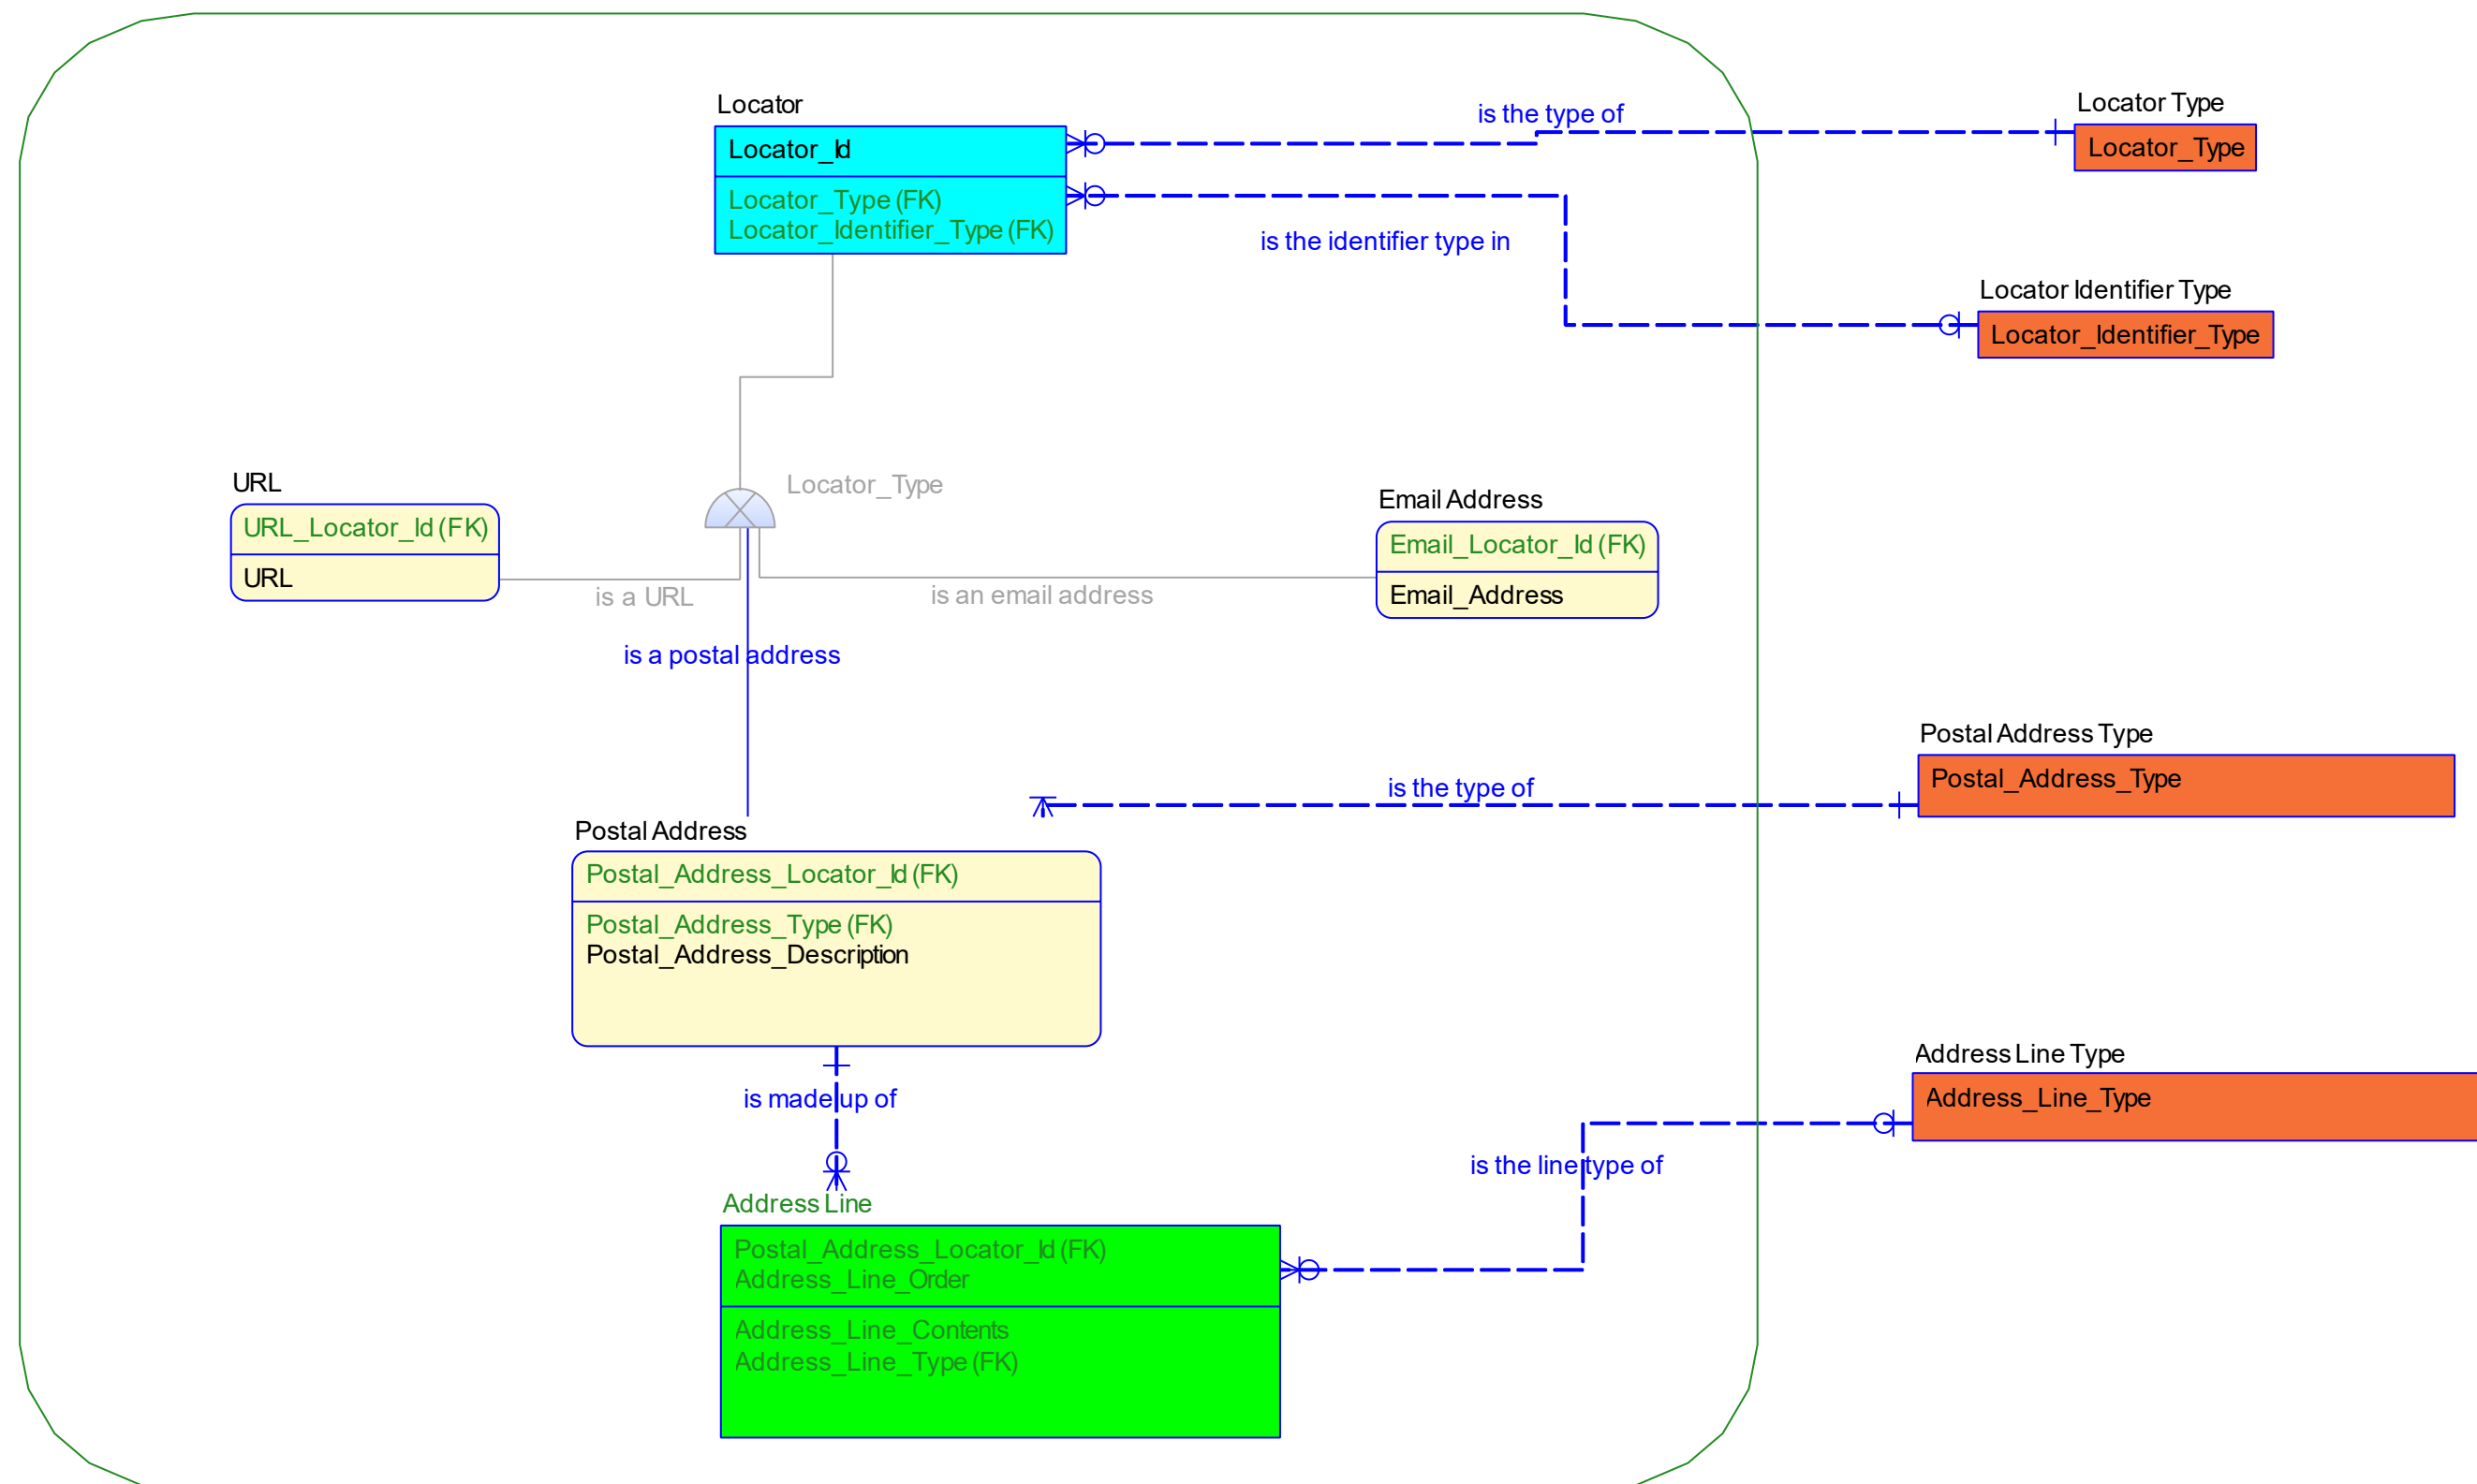 Locator
Locator_Id
Locator_Type (FK)
Locator_Identifier_Type (FK)
is the type of
Locator Type
Locator_Type
is the identifier type in
Locator Identifier Type
Locator_Identifier_Type
Locator_Type
URL
URL_Locator_Id (FK)
URL
is a URL
Email Address
Email_Locator_Id (FK)
Email_Address
is an email address
is a postal address
Postal Address Type
Postal_Address_Type
is the type of
Postal Address
Postal_Address_Locator_Id (FK)
Postal_Address_Type (FK)
Postal_Address_Description
Address Line Type
Address_Line_Type
is made up of
is the line type of
Address Line
Postal_Address_Locator_Id (FK)
Address_Line_Order
Address_Line_Contents
Address_Line_Type (FK)